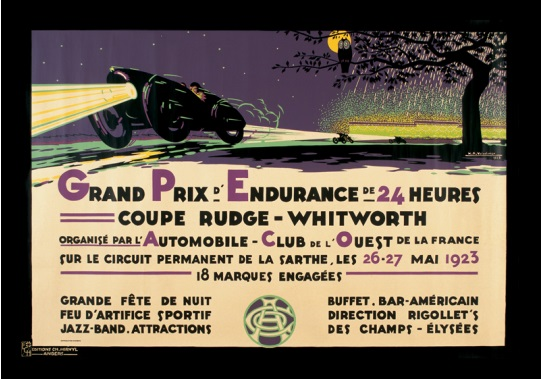 GRAND PRIX D'ENDURANCE DE 24 HEURES
COUPE RUDGE - WHITWORTH
ORGANISÉ PAR L'AUTOMOBILE - CLUB DE L'OUEST DE LA FRANCE
SUR LE CIRCUIT PERMANENT DE LA SARTHE, LES 26-27 MAI 1923
18 MARQUES ENGAGÉES
GRANDE FÊTE DE NUIT
FEU D'ARTIFICE SPORTIF
JAZZ-BAND. ATTRACTIONS
BUFFET. BAR-AMÉRICAIN
DIRECTION RIGOLLET'S
DES CHAMPS - ÉLYSÉES